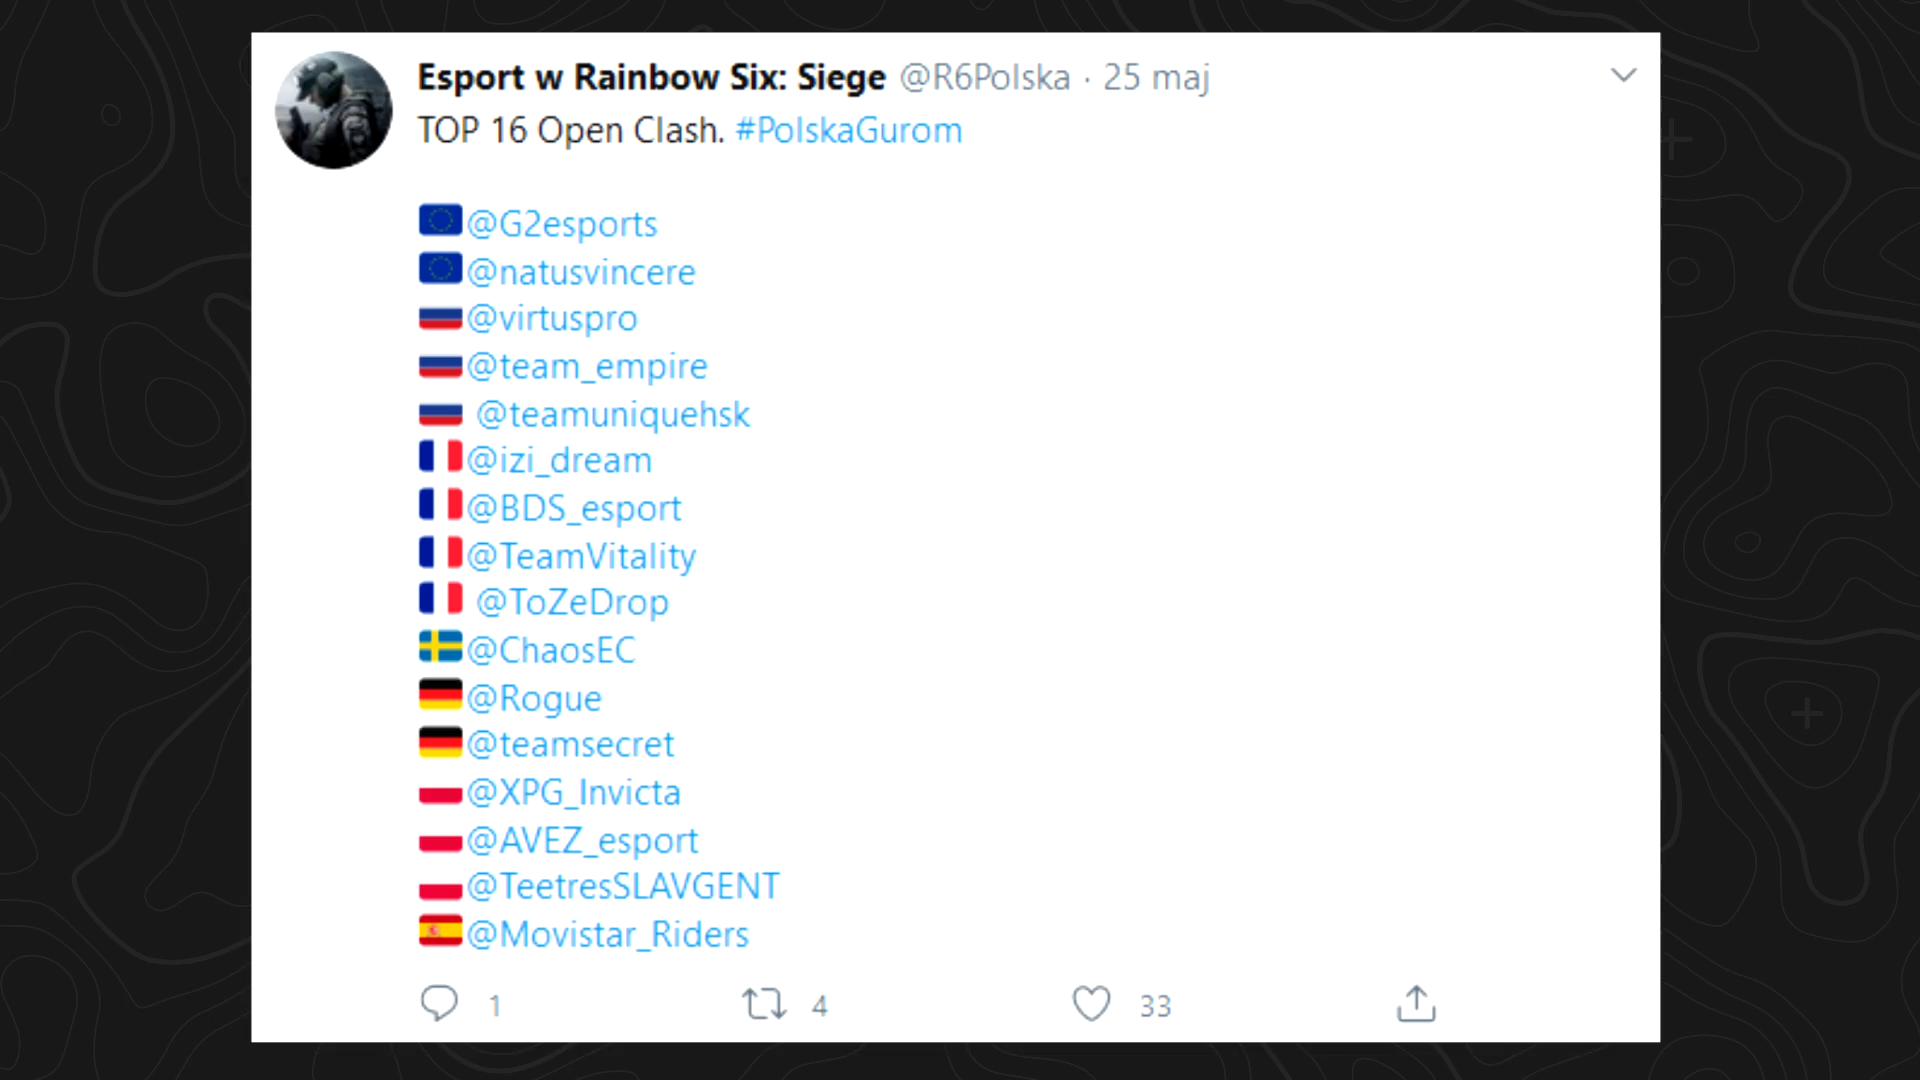 Esport w Rainbow Six: Siege @R6Polska · 25 maj
TOP 16 Open Clash. #PolskaGurom
@G2esports
@natusvincere
@virtuspro
@team_empire
@teamuniquehsk
@izi_dream
@BDS_esport
@TeamVitality
@ToZeDrop
@ChaosEC
@Rogue
@teamsecret
@XPG_Invicta
@AVEZ_esport
@TeetresSLAVGENT
@Movistar_Riders
1 4 33